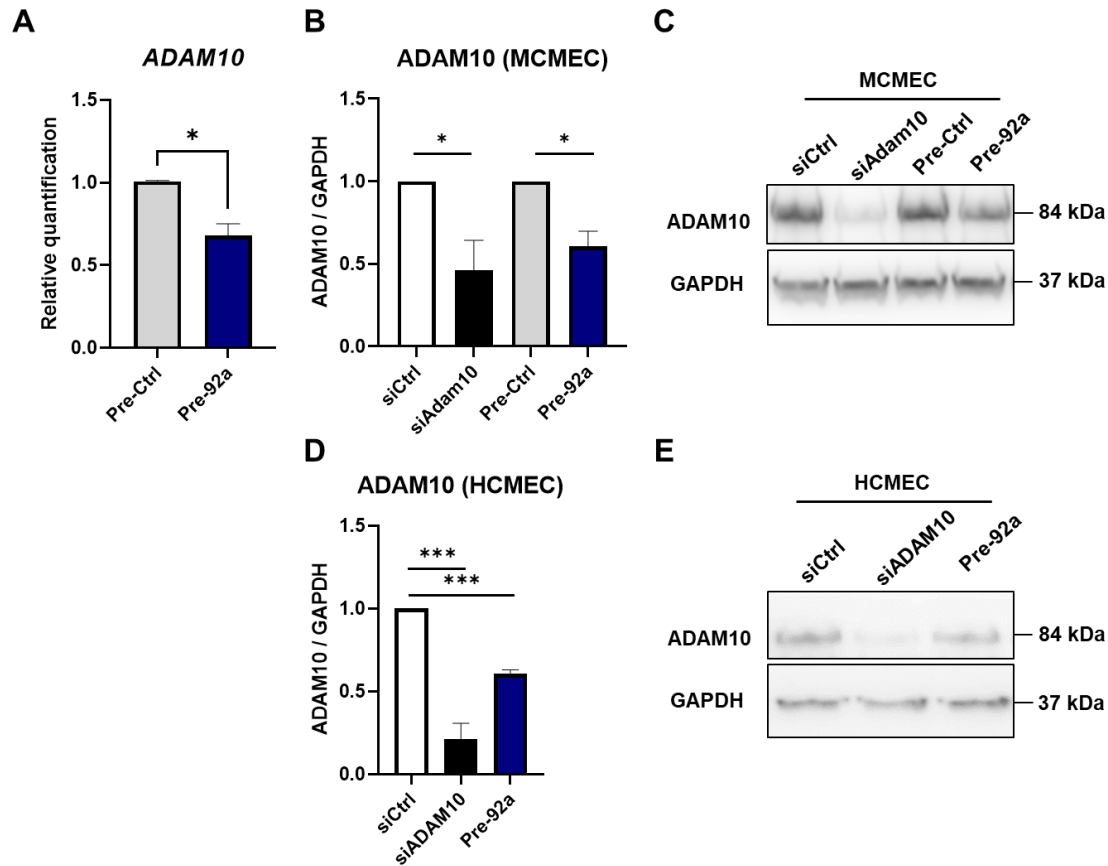 A
ADAM10
Relative quantification
1.5
1.0
0.5
0.0
*
Pre-Ctrl
Pre-92a
B
ADAM10 (MCMEC)
ADAM10 / GAPDH
1.5
1.0
0.5
0.0
*
*
siCtrl
siAdam10
Pre-Ctrl
Pre-92a
C
MCMEC
siCtrl
siAdam10
Pre-Ctrl
Pre-92a
ADAM10
84 kDa
GAPDH
37 kDa
D
ADAM10 (HCMEC)
ADAM10 / GAPDH
1.5
1.0
0.5
0.0
***
***
siCtrl
siADAM10
Pre-92a
E
HCMEC
siCtrl
siADAM10
Pre-92a
ADAM10
84 kDa
GAPDH
37 kDa